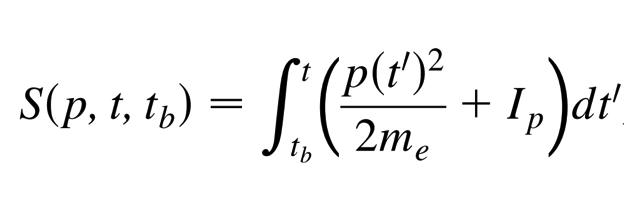 S(p, t, t_b) = ∫_{t_b}^{t} (p(t′)²/2m_e + I_p) dt′